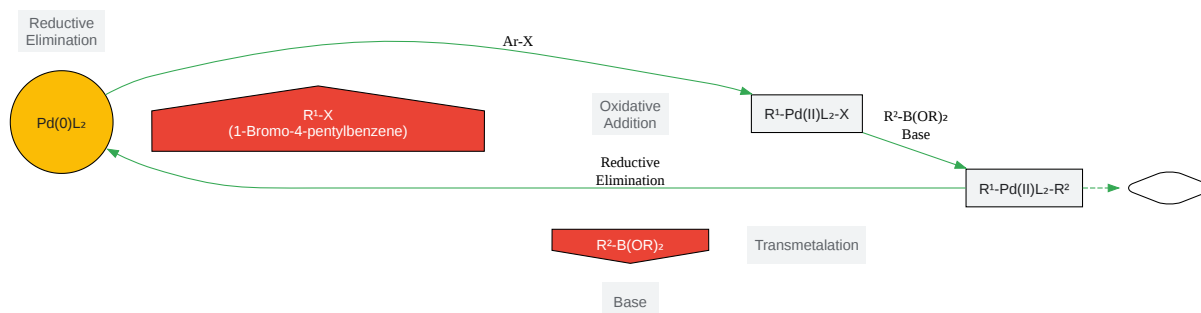 Reductive
Elimination
Ar-X
Pd(0)L₂
R¹-X
(1-Bromo-4-pentylbenzene)
Oxidative
Addition
R¹-Pd(II)L₂-X
R²-B(OR)₂
Base
Reductive
Elimination
R¹-Pd(II)L₂-R²
R²-B(OR)₂
Transmetalation
Base